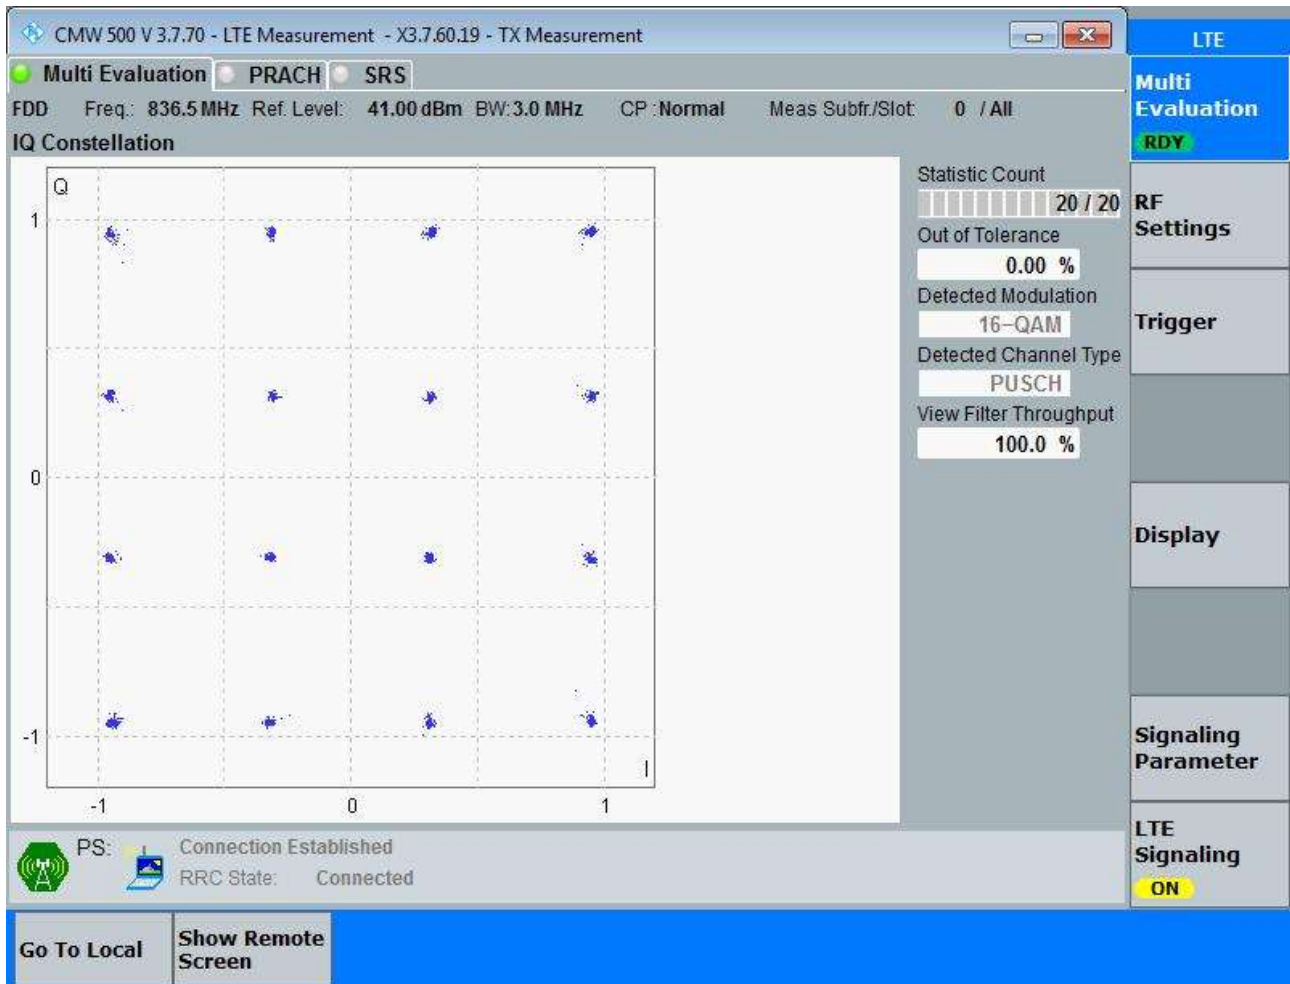 CMW 500 V 3.7.70 - LTE Measurement - X3.7.60.19 - TX Measurement
LTE
Multi Evaluation PRACH SRS
FDD Freq.: 836.5 MHz Ref. Level: 41.00 dBm BW: 3.0 MHz CP : Normal Meas Subfr./Slot: 0 / All
IQ Constellation
Q
1
0
-1
I
-1 0 1
Statistic Count
20 / 20
Out of Tolerance
0.00 %
Detected Modulation
16-QAM
Detected Channel Type
PUSCH
View Filter Throughput
100.0 %
Multi
Evaluation
RDY
RF
Settings
Trigger
Display
Signaling
Parameter
LTE
Signaling
ON
PS: Connection Established
RRC State: Connected
Go To Local
Show Remote
Screen